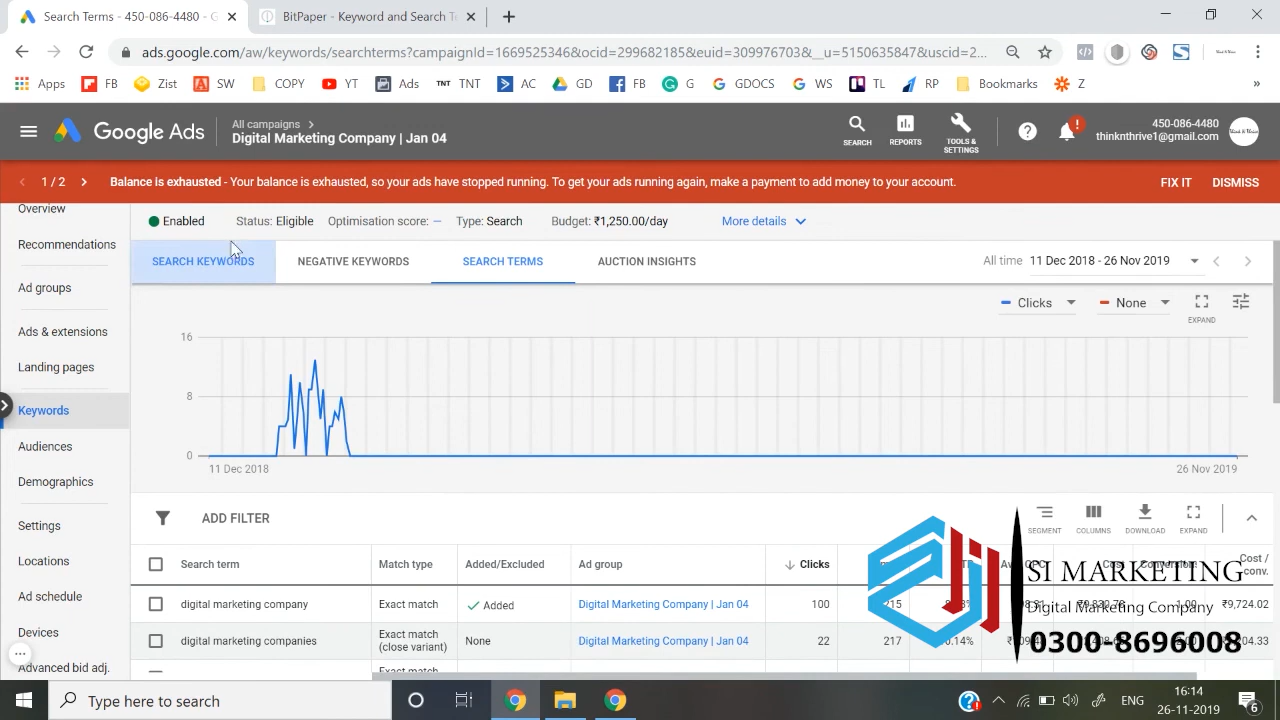 Search Terms - 450-086-4480 - G
BitPaper - Keyword and Search T
ads.google.com/aw/keywords/searchterms?campaignId=1669525346&ocid=299682185&euid=309976703&__u=5150635847&uscid=2...
Apps FB Zist SW COPY YT Ads TNT TNT AC GD FB G GDOCS WS TL RP Bookmarks Z »
Google Ads
All campaigns
Digital Marketing Company | Jan 04
SEARCH
REPORTS
TOOLS & SETTINGS
450-086-4480
thinknthrive1@gmail.com
1 / 2
Balance is exhausted - Your balance is exhausted, so your ads have stopped running. To get your ads running again, make a payment to add money to your account.
FIX IT
DISMISS
Overview
Recommendations
Ad groups
Ads & extensions
Landing pages
Keywords
Audiences
Demographics
Settings
Locations
Ad schedule
Devices
Advanced bid adj.
Enabled Status: Eligible Optimisation score: – Type: Search Budget: ₹1,250.00/day More details
SEARCH KEYWORDS NEGATIVE KEYWORDS SEARCH TERMS AUCTION INSIGHTS
All time 11 Dec 2018 - 26 Nov 2019
Clicks None
EXPAND
16
8
0
11 Dec 2018 26 Nov 2019
ADD FILTER
SEGMENT COLUMNS DOWNLOAD EXPAND
Search term Match type Added/Excluded Ad group Clicks Cost / conv.
digital marketing company Exact match Added Digital Marketing Company | Jan 04 100 ₹9,724.02
digital marketing companies Exact match (close variant) None Digital Marketing Company | Jan 04 22 217
SI MARKETING
Digital Marketing Company
0300-8696008
Type here to search
ENG
16:14
26-11-2019
6